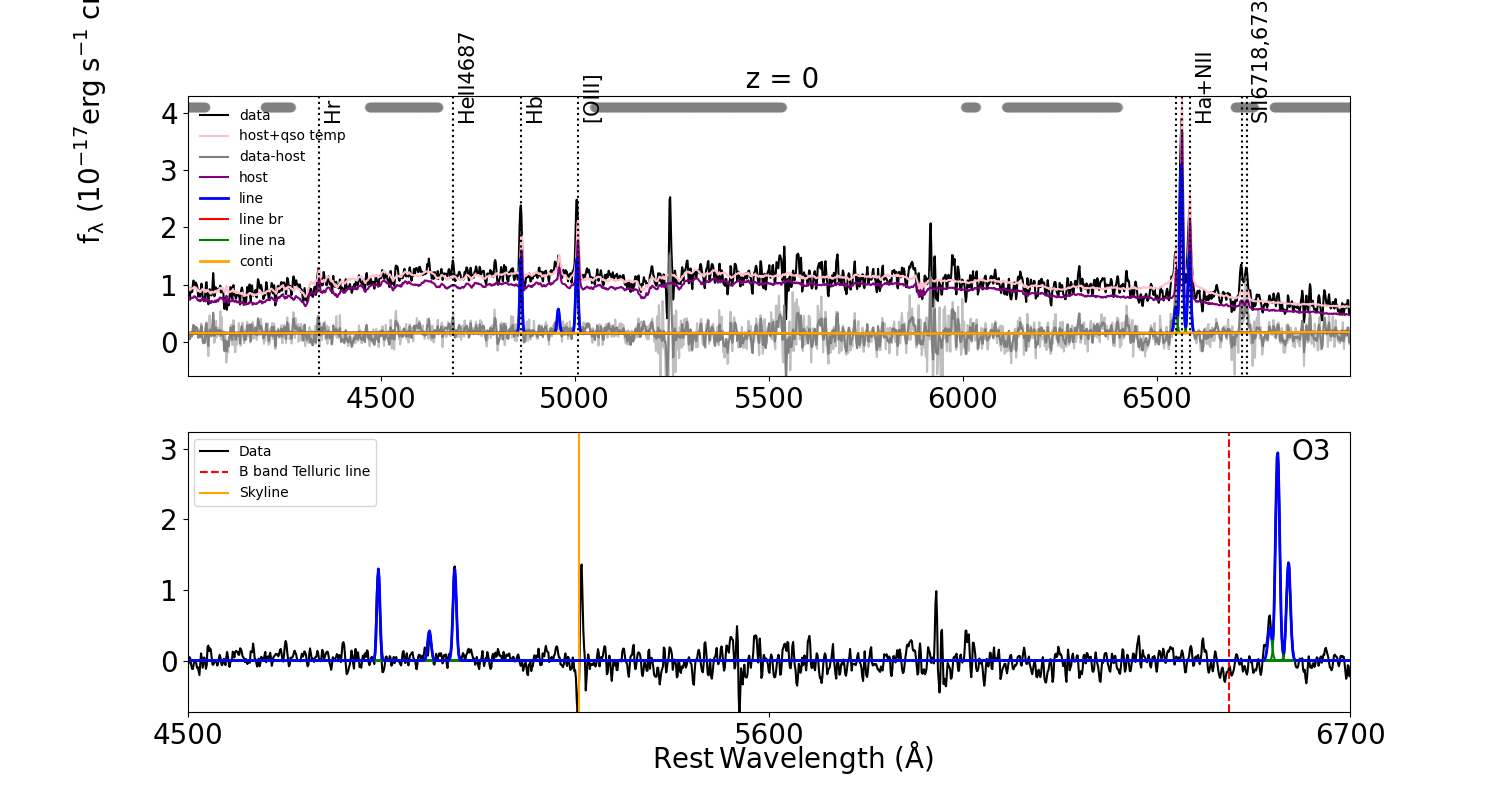 z = 0
f_λ (10^−17 erg s^−1
Hr
HeII4687
Hb
[OIII]
Ha+NII
SII6718,673
4
3
2
1
0
data
host+qso temp
data-host
host
line
line br
line na
conti
4500
5000
5500
6000
6500
3
2
1
0
Data
B band Telluric line
Skyline
O3
4500
5600
6700
Rest Wavelength (Å)